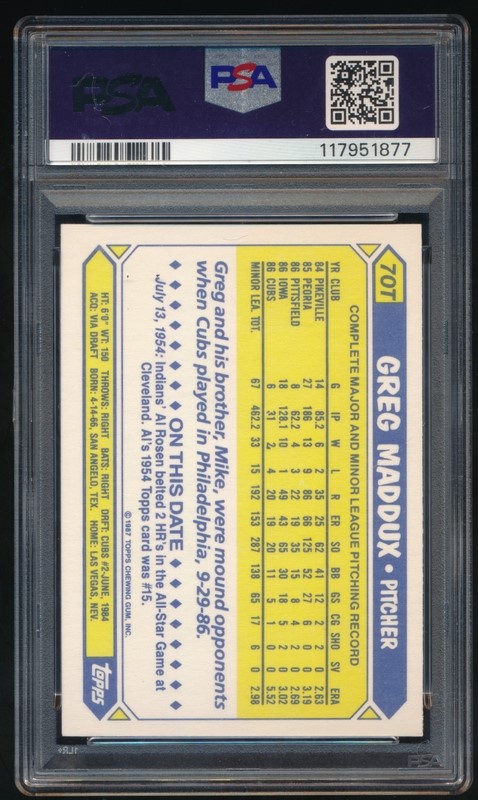 PSA
PSA
117951877
70T
GREG MADDUX • PITCHER
COMPLETE MAJOR AND MINOR LEAGUE PITCHING RECORD
YR CLUB G IP W L R ER SO BB GS CG SHO SV ERA
84 PIKEVILLE 14 85.2 6 2 35 25 62 41 12 2 2 0 2.63
85 PEORIA 27 186 13 9 86 66 125 52 27 6 0 0 3.19
86 PITTSFIELD 8 62.2 4 3 22 19 35 15 8 4 2 0 2.69
86 IOWA 18 128.1 10 1 49 43 65 30 18 5 2 0 3.02
86 CUBS 6 31 2 4 20 19 20 11 5 1 0 0 5.52
MINOR LEA. TOT. 67 462.2 33 15 192 153 287 138 65 17 6 0 2.98
Greg and his brother, Mike, were mound opponents
when Cubs played in Philadelphia, 9-29-86.
ON THIS DATE
July 13, 1954: Indians' Al Rosen belted 2 HR's in the All-Star Game at
Cleveland. Al's 1954 Topps card was #15.
© 1987 TOPPS CHEWING GUM, INC.
HT: 6'0" WT: 150 THROWS: RIGHT BATS: RIGHT DRFT: CUBS #2-JUNE, 1984
ACQ: VIA DRAFT BORN: 4-14-66, SAN ANGELO, TEX. HOME: LAS VEGAS, NEV.
topps
PSA